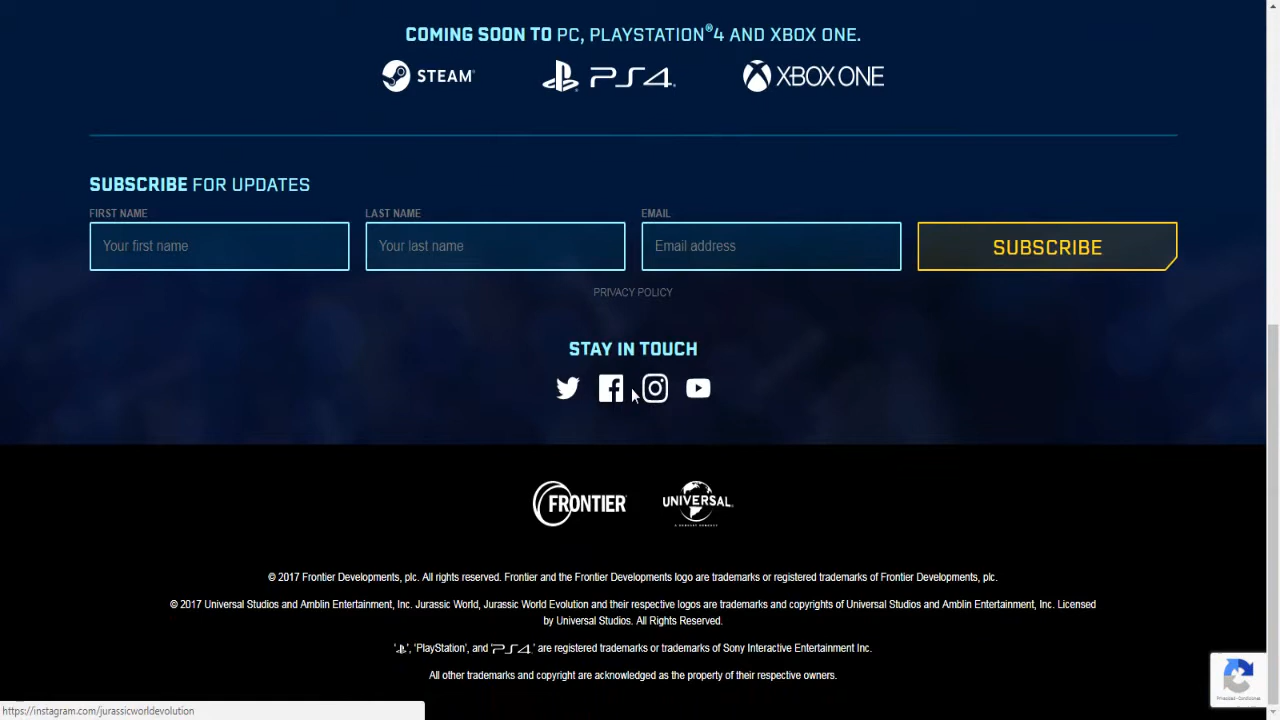 COMING SOON TO PC, PLAYSTATION®4 AND XBOX ONE.
STEAM PS4 XBOX ONE
SUBSCRIBE FOR UPDATES
FIRST NAME LAST NAME EMAIL
Your first name Your last name Email address SUBSCRIBE
PRIVACY POLICY
STAY IN TOUCH
FRONTIER UNIVERSAL
© 2017 Frontier Developments, plc. All rights reserved. Frontier and the Frontier Developments logo are trademarks or registered trademarks of Frontier Developments, plc.
© 2017 Universal Studios and Amblin Entertainment, Inc. Jurassic World, Jurassic World Evolution and their respective logos are trademarks and copyrights of Universal Studios and Amblin Entertainment, Inc. Licensed
by Universal Studios. All Rights Reserved.
'', 'PlayStation', and 'PS4' are registered trademarks or trademarks of Sony Interactive Entertainment Inc.
All other trademarks and copyright are acknowledged as the property of their respective owners.
https://instagram.com/jurassicworldevolution